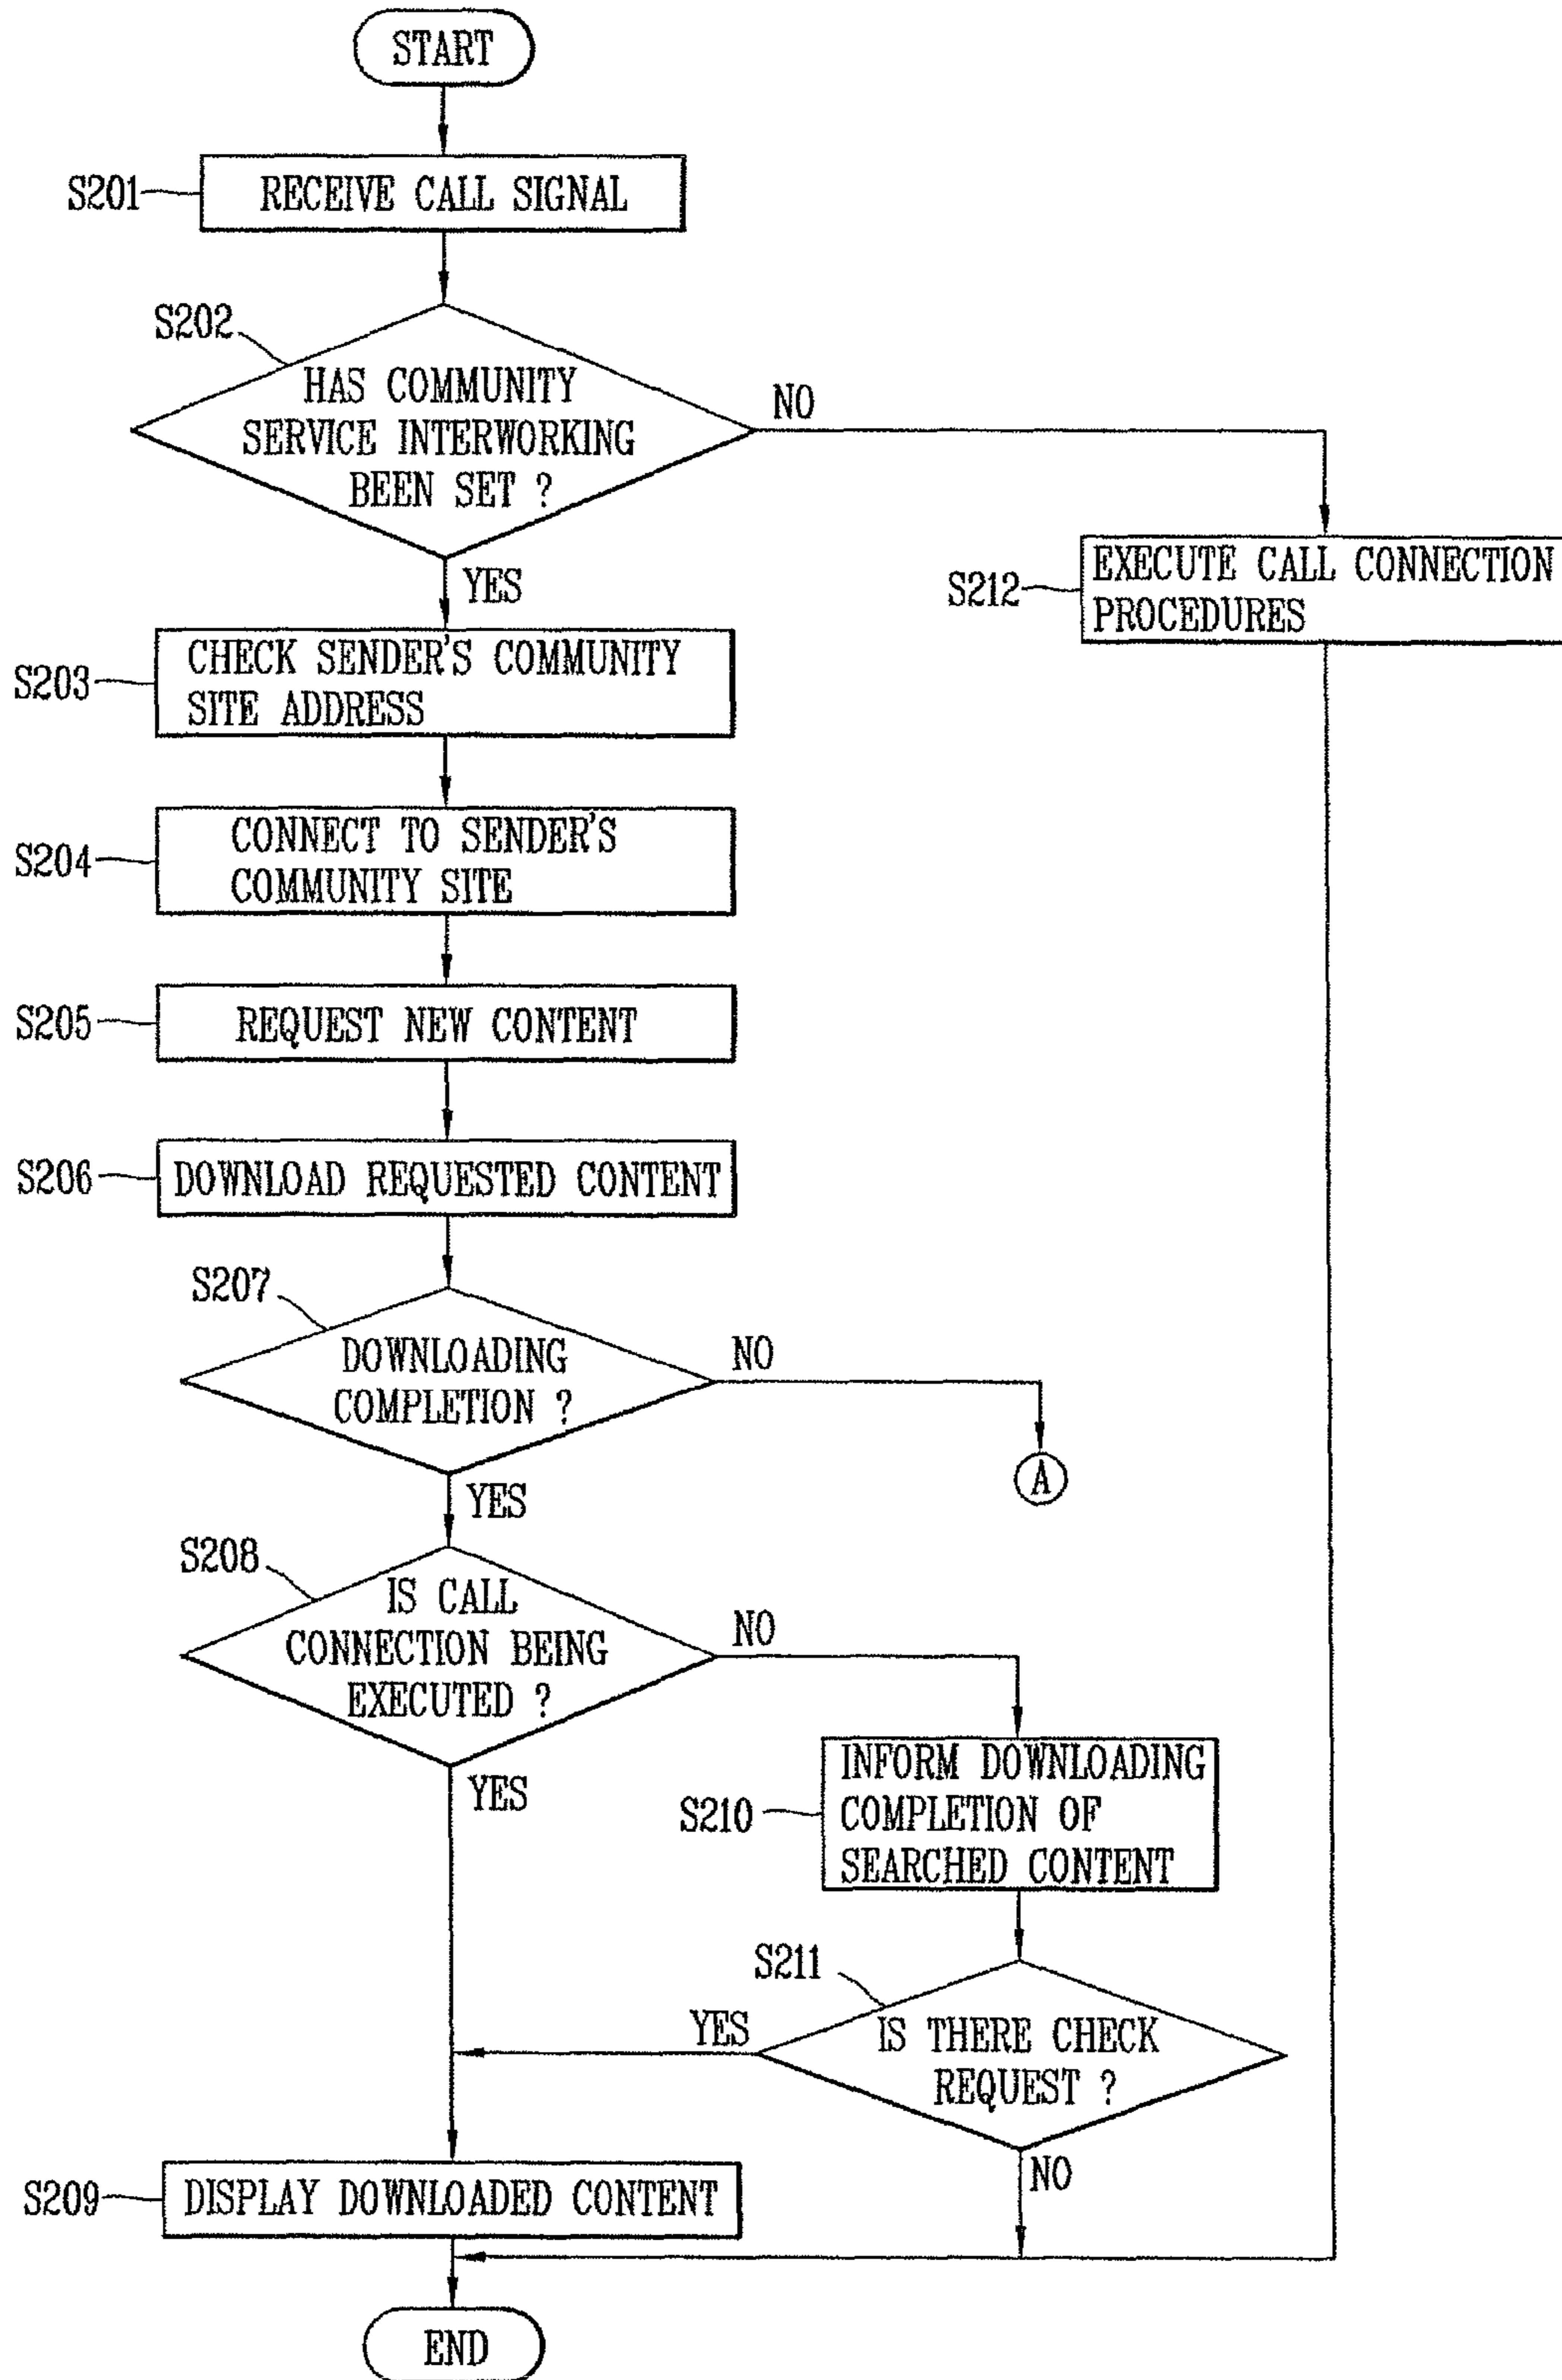 START
S201
RECEIVE CALL SIGNAL
S202
HAS COMMUNITY
SERVICE INTERWORKING
BEEN SET ?
NO
YES
S212
EXECUTE CALL CONNECTION
PROCEDURES
S203
CHECK SENDER'S COMMUNITY
SITE ADDRESS
S204
CONNECT TO SENDER'S
COMMUNITY SITE
S205
REQUEST NEW CONTENT
S206
DOWNLOAD REQUESTED CONTENT
S207
DOWNLOADING
COMPLETION ?
NO
A
YES
S208
IS CALL
CONNECTION BEING
EXECUTED ?
NO
YES
S210
INFORM DOWNLOADING
COMPLETION OF
SEARCHED CONTENT
S211
IS THERE CHECK
REQUEST ?
YES
NO
S209
DISPLAY DOWNLOADED CONTENT
END